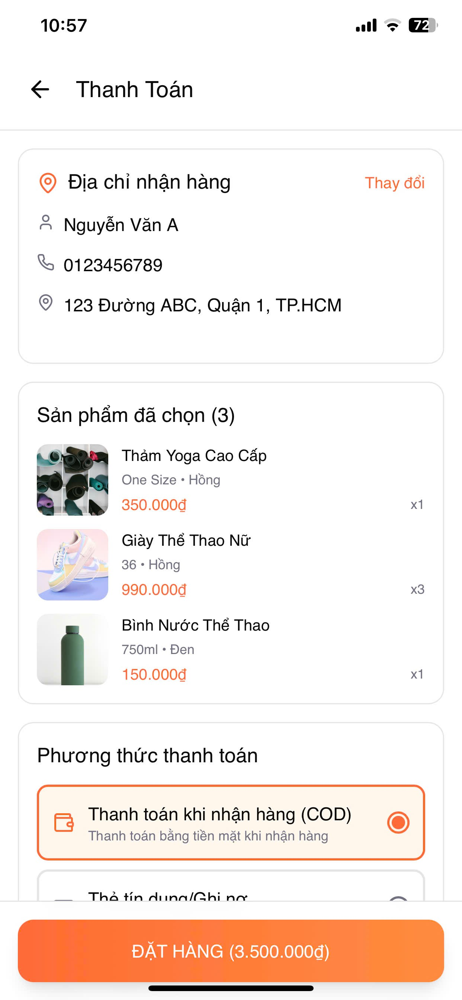 10:57
72
Thanh Toán
Địa chỉ nhận hàng
Thay đổi
Nguyễn Văn A
0123456789
123 Đường ABC, Quận 1, TP.HCM
Sản phẩm đã chọn (3)
Thảm Yoga Cao Cấp
One Size • Hồng
350.000₫
x1
Giày Thể Thao Nữ
36 • Hồng
990.000₫
x3
Bình Nước Thể Thao
750ml • Đen
150.000₫
x1
Phương thức thanh toán
Thanh toán khi nhận hàng (COD)
Thanh toán bằng tiền mặt khi nhận hàng
Thẻ tín dụng/Ghi nợ
ĐẶT HÀNG (3.500.000₫)